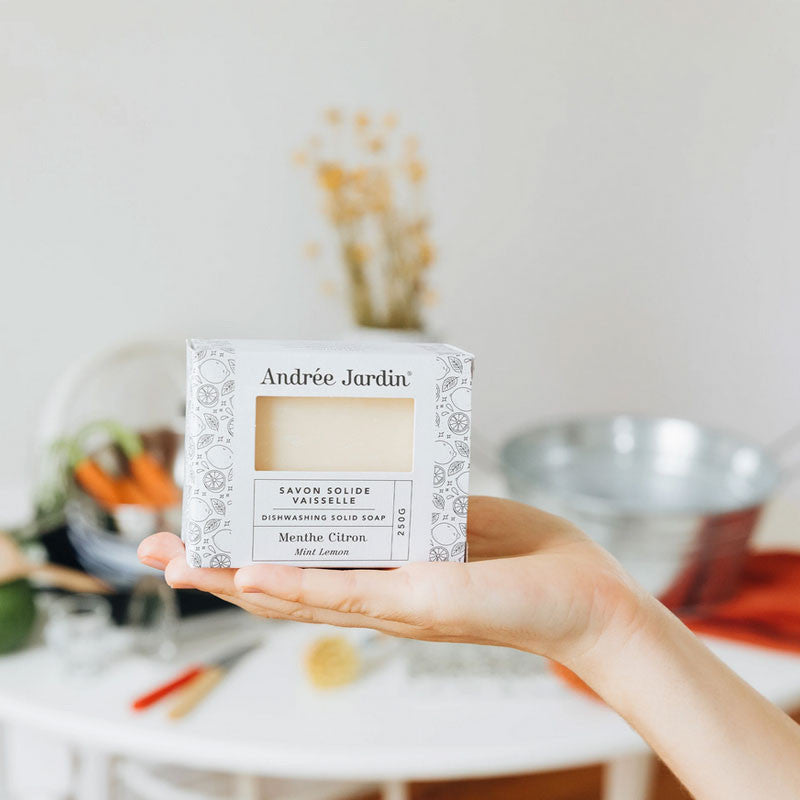 Andrée Jardin®
SAVON SOLIDE
VAISSELLE
DISHWASHING SOLID SOAP
Menthe Citron
Mint Lemon
250G